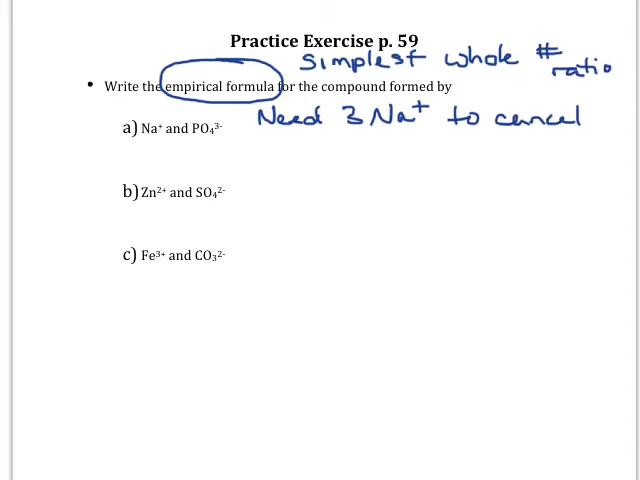 Practice Exercise p. 59
simplest whole # ratio
• Write the empirical formula for the compound formed by
Need 3 Na⁺ to cancel
a) Na⁺ and PO₄³⁻
b) Zn²⁺ and SO₄²⁻
c) Fe³⁺ and CO₃²⁻